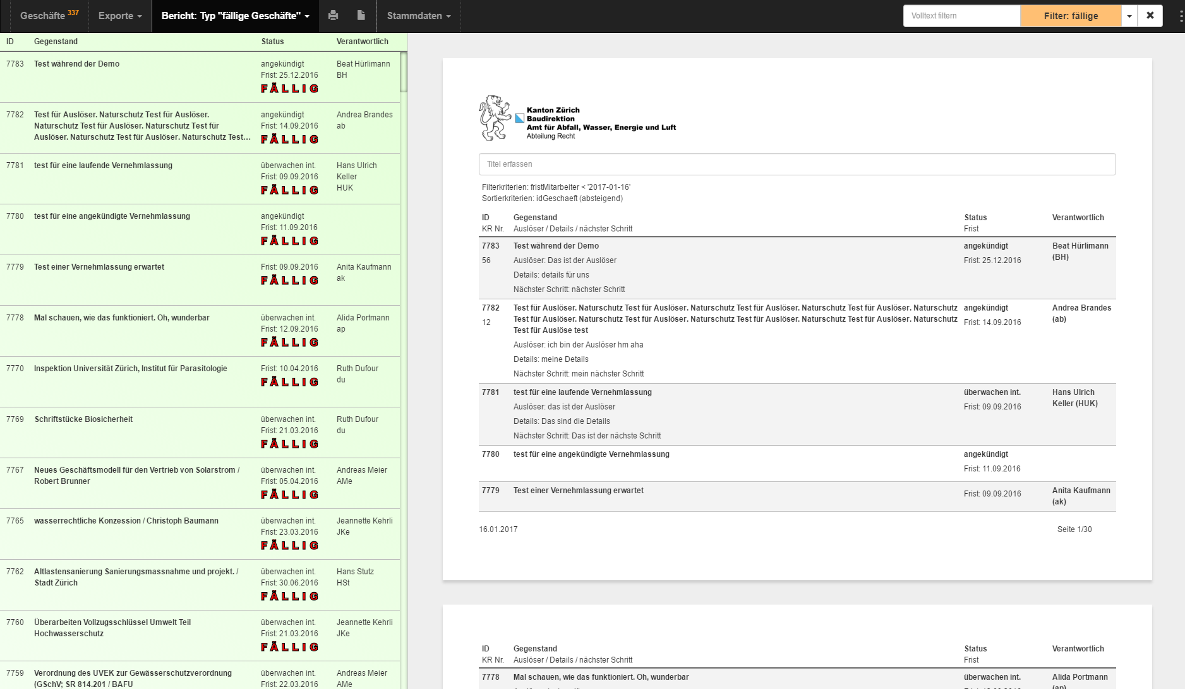 Geschäfte 337 Exporte Bericht: Typ "fällige Geschäfte" Stammdaten Volltext filtern Filter: fällige
ID Gegenstand Status Verantwortlich
7783 Test während der Demo angekündigt Beat Hürlimann
Frist: 25.12.2016 BH
FÄLLIG
7782 Test für Auslöser. Naturschutz Test für Auslöser. angekündigt Andrea Brandes
Naturschutz Test für Auslöser. Naturschutz Test für Frist: 14.09.2016 ab
Auslöser. Naturschutz Test für Auslöser. Naturschutz Test... FÄLLIG
7781 test für eine laufende Vernehmlassung überwachen int. Hans Ulrich
Frist: 09.09.2016 Keller
FÄLLIG HUK
7780 test für eine angekündigte Vernehmlassung angekündigt
Frist: 11.09.2016
FÄLLIG
7779 Test einer Vernehmlassung erwartet Frist: 09.09.2016 Anita Kaufmann
FÄLLIG ak
7778 Mal schauen, wie das funktioniert. Oh, wunderbar überwachen int. Alida Portmann
Frist: 12.09.2016 ap
FÄLLIG
7770 Inspektion Universität Zürich, Institut für Parasitologie Frist: 10.04.2016 Ruth Dufour
FÄLLIG du
7769 Schriftstücke Biosicherheit überwachen int. Ruth Dufour
Frist: 21.03.2016 du
FÄLLIG
7767 Neues Geschäftsmodell für den Vertrieb von Solarstrom / überwachen int. Andreas Meier
Robert Brunner Frist: 05.04.2016 AMe
FÄLLIG
7765 wasserrechtliche Konzession / Christoph Baumann überwachen int. Jeannette Kehrli
Frist: 23.03.2016 JKe
FÄLLIG
7762 Altlastensanierung Sanierungsmassnahme und projekt. / überwachen int. Hans Stutz
Stadt Zürich Frist: 30.06.2016 HSt
FÄLLIG
7760 Überarbeiten Vollzugsschlüssel Umwelt Teil überwachen int. Jeannette Kehrli
Hochwasserschutz Frist: 21.03.2016 JKe
FÄLLIG
7759 Verordnung des UVEK zur Gewässerschutzverordnung überwachen int. Andreas Meier
(GSchV; SR 814.201 / BAFU Frist: 22.03.2016 AMe
Kanton Zürich
Baudirektion
Amt für Abfall, Wasser, Energie und Luft
Abteilung Recht
Titel erfassen
Filterkriterien: fristMitarbeiter < '2017-01-16'
Sortierkriterien: idGeschaeft (absteigend)
ID Gegenstand Status Verantwortlich
KR Nr. Auslöser / Details / nächster Schritt Frist
7783 Test während der Demo angekündigt Beat Hürlimann
56 Auslöser: Das ist der Auslöser Frist: 25.12.2016 (BH)
Details: details für uns
Nächster Schritt: nächster Schritt
7782 Test für Auslöser. Naturschutz Test für Auslöser. Naturschutz Test für Auslöser. Naturschutz Test für Auslöser. Naturschutz angekündigt Andrea Brandes
12 Test für Auslöser. Naturschutz Test für Auslöser. Naturschutz Test für Auslöser. Naturschutz Test für Auslöser. Naturschutz Frist: 14.09.2016 (ab)
Test für Auslöse test
Auslöser: ich bin der Auslöser hm aha
Details: meine Details
Nächster Schritt: mein nächster Schritt
7781 test für eine laufende Vernehmlassung überwachen int. Hans Ulrich
Auslöser: das ist der Auslöser Frist: 09.09.2016 Keller (HUK)
Details: Das sind die Details
Nächster Schritt: Das ist der nächste Schritt
7780 test für eine angekündigte Vernehmlassung angekündigt
Frist: 11.09.2016
7779 Test einer Vernehmlassung erwartet Frist: 09.09.2016 Anita Kaufmann
(ak)
16.01.2017 Seite 1/30
ID Gegenstand Status Verantwortlich
KR Nr. Auslöser / Details / nächster Schritt Frist
7778 Mal schauen, wie das funktioniert. Oh, wunderbar überwachen int. Alida Portmann